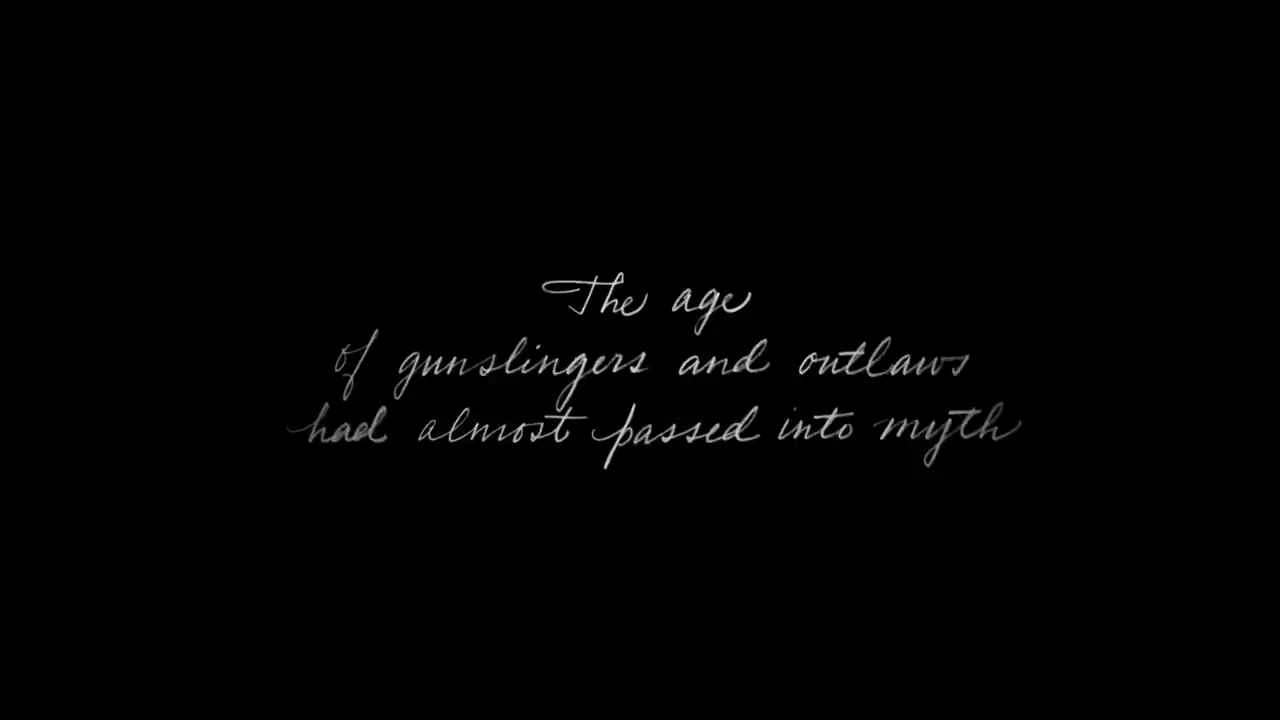 The age
of gunslingers and outlaws
had almost passed into myth